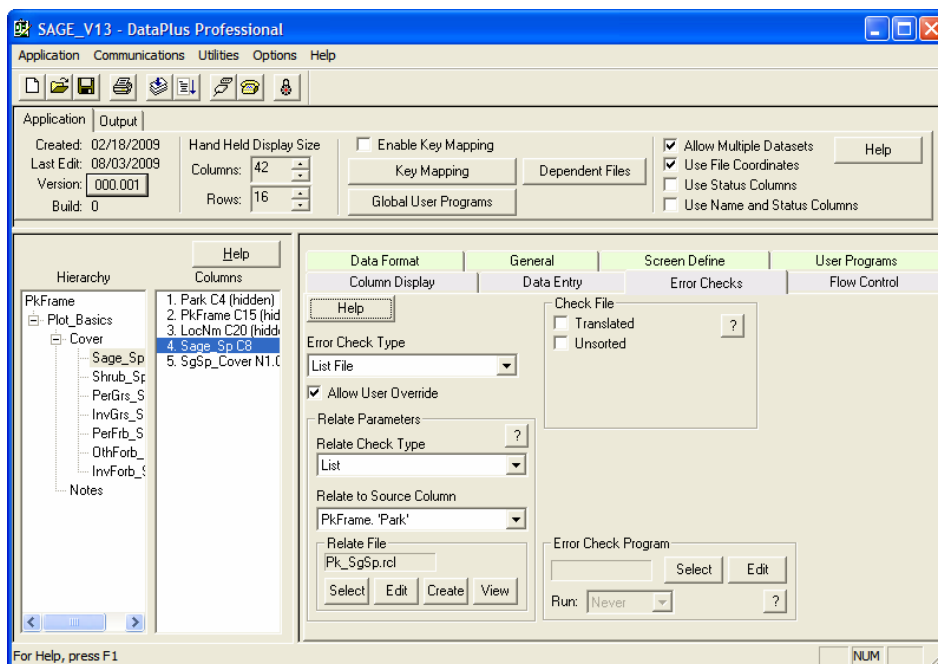 SAGE_V13 - DataPlus Professional
Application Communications Utilities Options Help
Application Output
Created: 02/18/2009
Last Edit: 08/03/2009
Version: 000.001
Build: 0
Hand Held Display Size
Columns: 42
Rows: 16
Enable Key Mapping
Key Mapping
Dependent Files
Global User Programs
Allow Multiple Datasets
Use File Coordinates
Use Status Columns
Use Name and Status Columns
Help
Help
Hierarchy
Columns
PkFrame
Plot_Basics
Cover
Sage_Sp
Shrub_Sp
PerGrs_S
InvGrs_S
PerFrb_S
OthForb_
InvForb_S
Notes
1. Park C4 (hidden)
2. PkFrame C15 (hid
3. LocNm C20 (hidd
4. Sage_Sp C8
5. SgSp_Cover N1.0
Data Format General Screen Define User Programs
Column Display Data Entry Error Checks Flow Control
Help
Error Check Type
List File
Allow User Override
Relate Parameters
?
Relate Check Type
List
Relate to Source Column
PkFrame. 'Park'
Relate File
Pk_SgSp.rcl
Select Edit Create View
Check File
Translated
Unsorted
?
Error Check Program
Select Edit
Run: Never
?
For Help, press F1
NUM